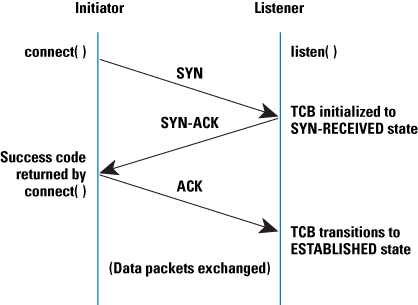 Initiator
Listener
connect( )
listen( )
SYN
TCB initialized to
SYN-RECEIVED state
SYN-ACK
Success code
returned by
connect( )
ACK
TCB transitions to
ESTABLISHED state
(Data packets exchanged)